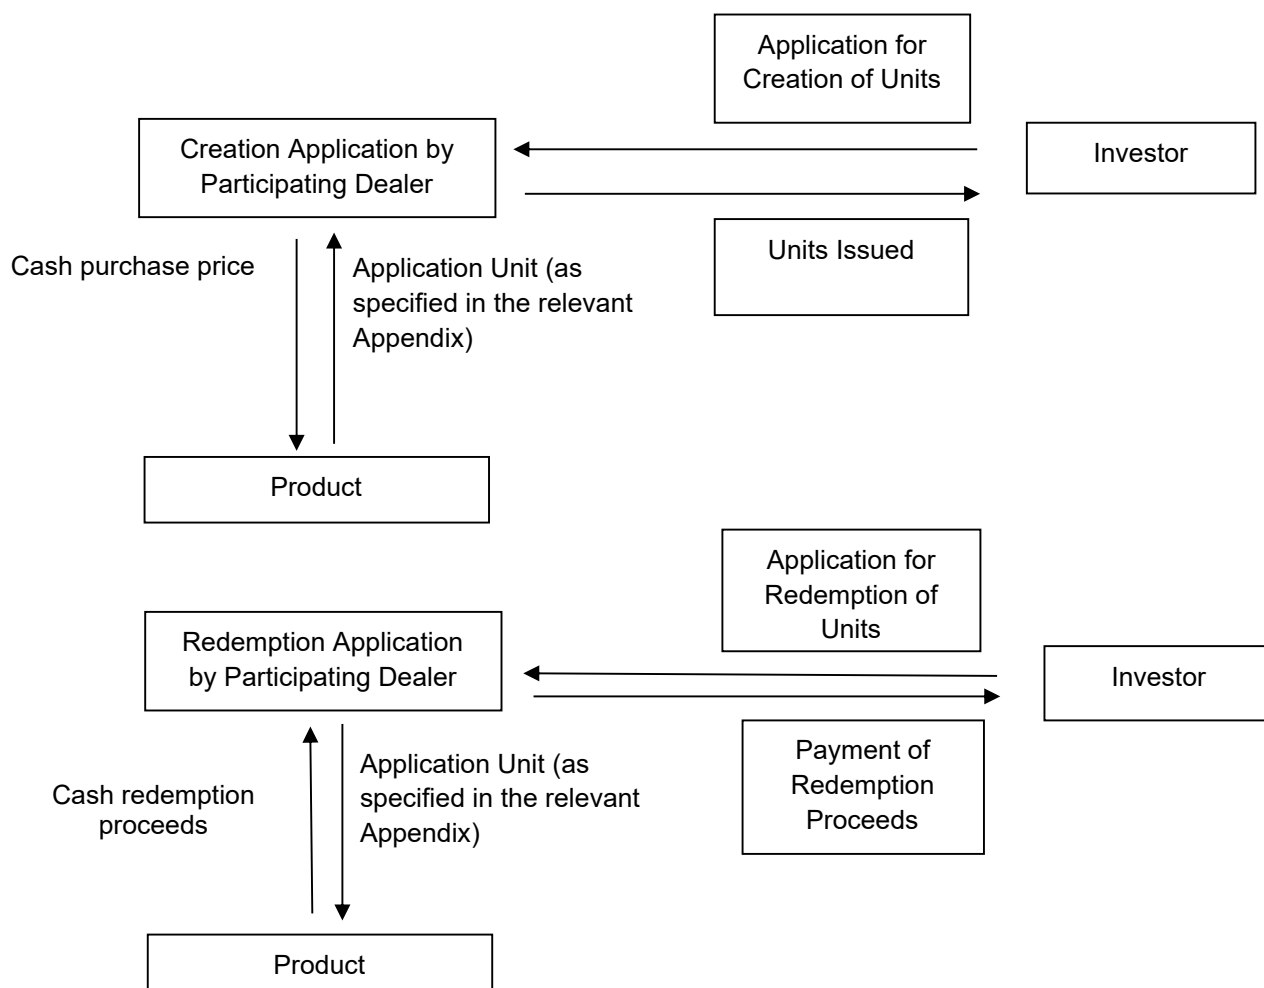 Application for
Creation of Units
Creation Application by
Participating Dealer
Investor
Units Issued
Cash purchase price
Application Unit (as
specified in the relevant
Appendix)
Product
Application for
Redemption of
Units
Redemption Application
by Participating Dealer
Investor
Payment of
Redemption
Proceeds
Cash redemption
proceeds
Application Unit (as
specified in the relevant
Appendix)
Product